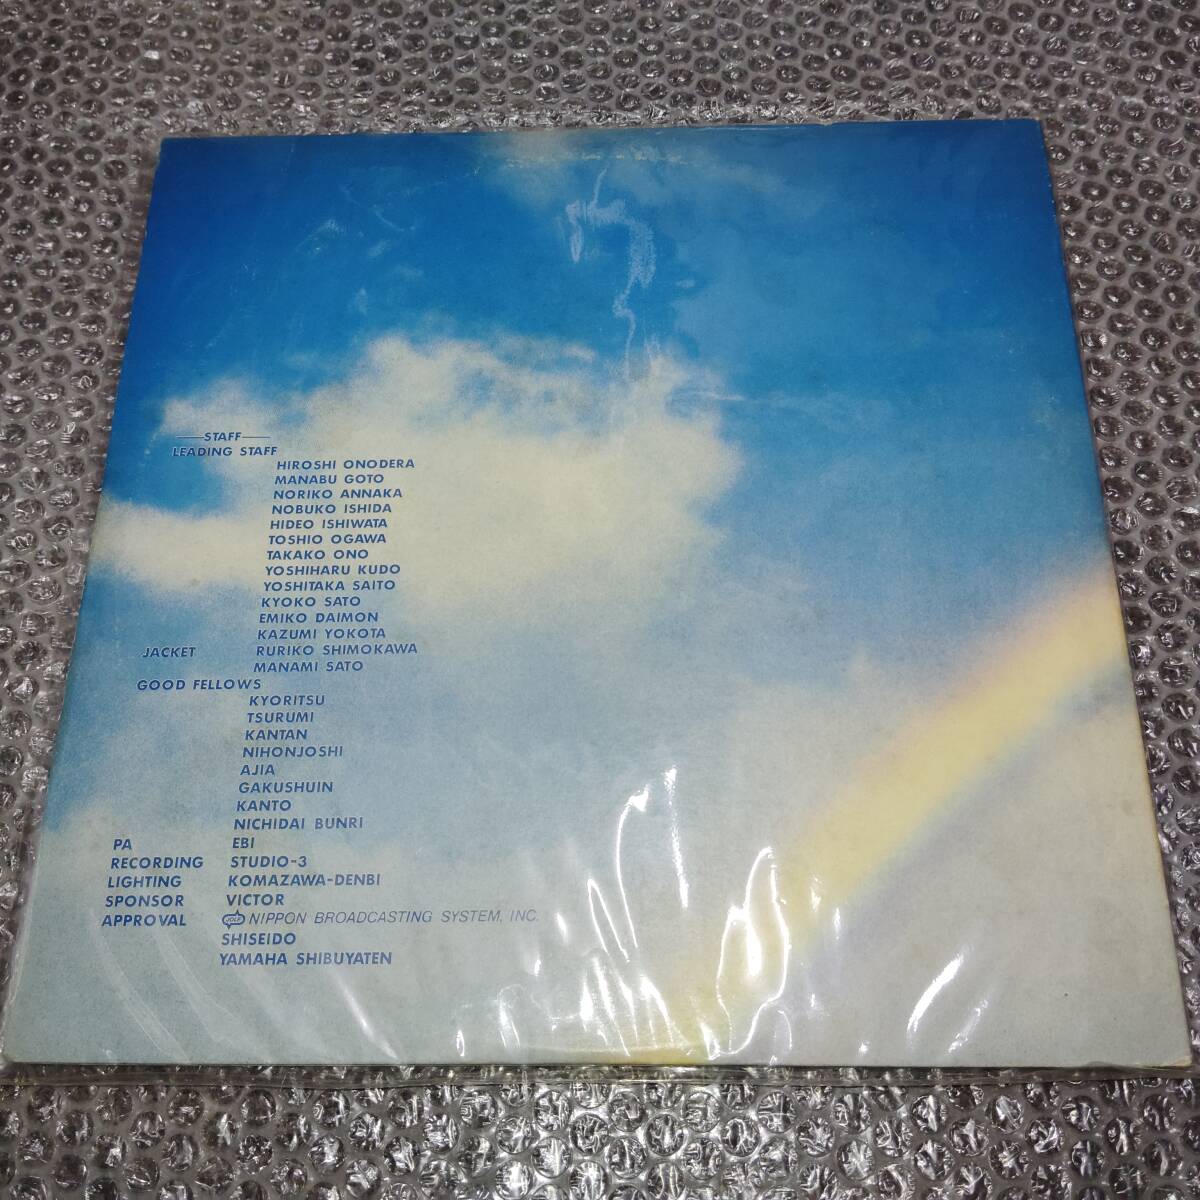 STAFF
LEADING STAFF
HIROSHI ONODERA
MANABU GOTO
NORIKO ANNAKA
NOBUKO ISHIDA
HIDEO ISHIWATA
TOSHIO OGAWA
TAKAKO ONO
YOSHIHARU KUDO
YOSHITAKA SAITO
KYOKO SATO
EMIKO DAIMON
KAZUMI YOKOTA
JACKET RURIKO SHIMOKAWA
MANAMI SATO
GOOD FELLOWS
KYORITSU
TSURUMI
KANTAN
NIHONJOSHI
AJIA
GAKUSHUIN
KANTO
NICHIDAI BUNRI
PA EBI
RECORDING STUDIO-3
LIGHTING KOMAZAWA-DENBI
SPONSOR VICTOR
APPROVAL JOLF NIPPON BROADCASTING SYSTEM, INC.
SHISEIDO
YAMAHA SHIBUYATEN